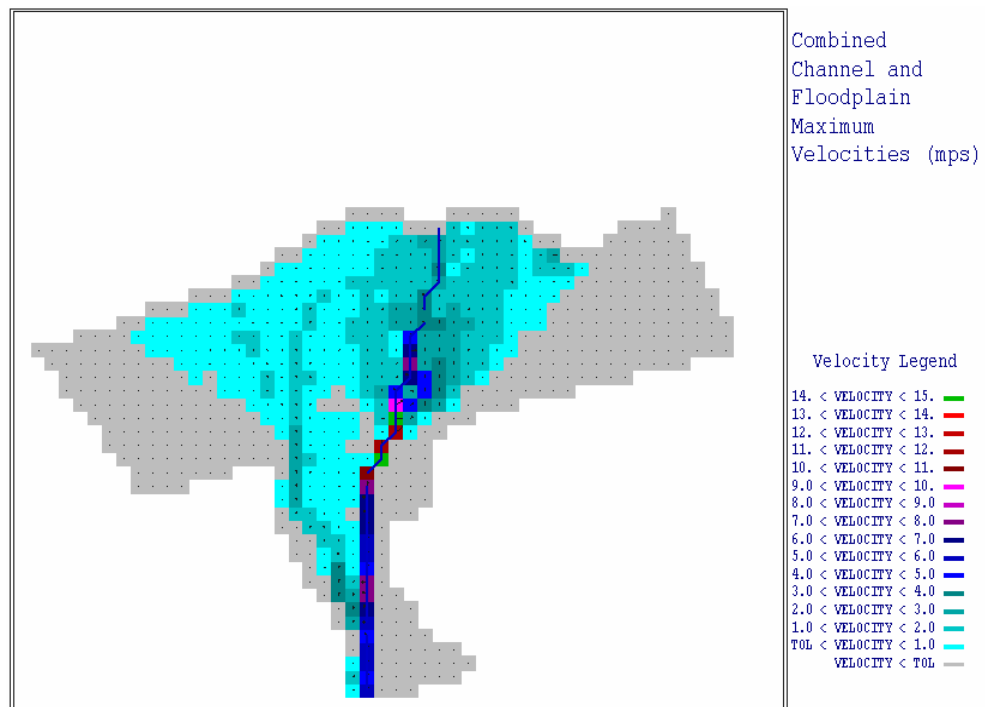 Combined
Channel and
Floodplain
Maximum
Velocities (mps)
Velocity Legend
14. < VELOCITY < 15.
13. < VELOCITY < 14.
12. < VELOCITY < 13.
11. < VELOCITY < 12.
10. < VELOCITY < 11.
9.0 < VELOCITY < 10.
8.0 < VELOCITY < 9.0
7.0 < VELOCITY < 8.0
6.0 < VELOCITY < 7.0
5.0 < VELOCITY < 6.0
4.0 < VELOCITY < 5.0
3.0 < VELOCITY < 4.0
2.0 < VELOCITY < 3.0
1.0 < VELOCITY < 2.0
TOL < VELOCITY < 1.0
VELOCITY < TOL